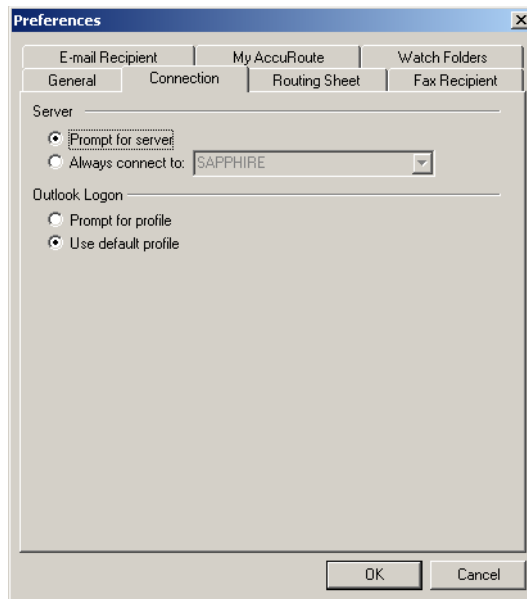 Preferences
E-mail Recipient My AccuRoute Watch Folders
General Connection Routing Sheet Fax Recipient
Server
Prompt for server
Always connect to: SAPPHIRE
Outlook Logon
Prompt for profile
Use default profile
OK Cancel